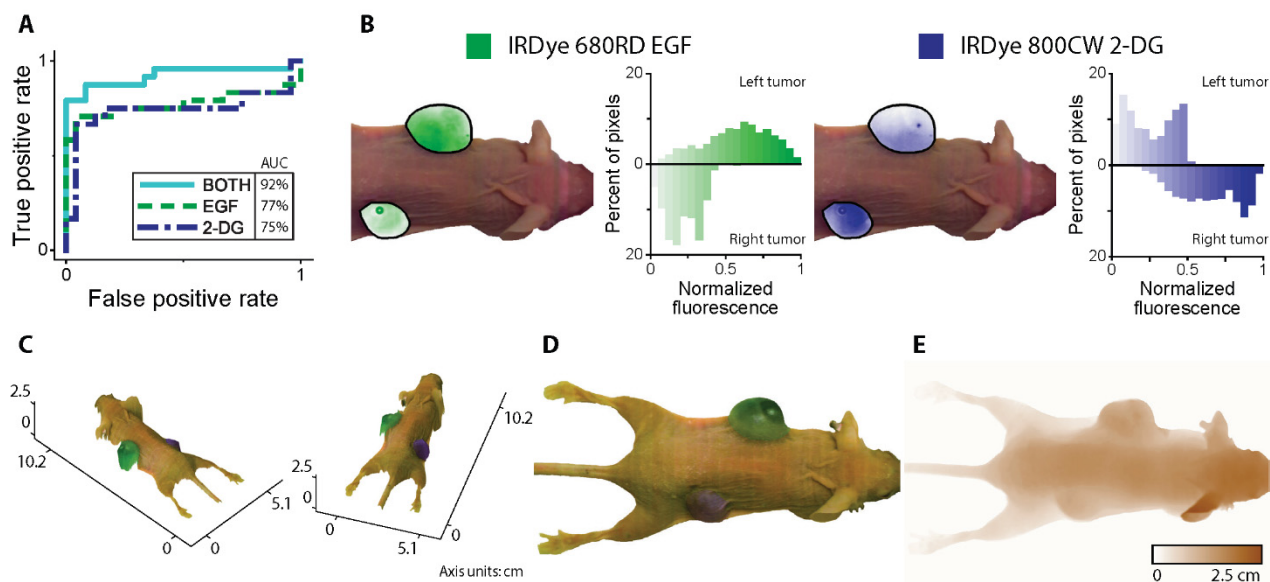 A
True positive rate
1
0
0
1
False positive rate
AUC
BOTH 92%
EGF 77%
2-DG 75%
B
IRDye 680RD EGF
IRDye 800CW 2-DG
Percent of pixels
20
0
20
Left tumor
Right tumor
0
0.5
1
Normalized
fluorescence
Percent of pixels
20
0
20
Left tumor
Right tumor
0
0.5
1
Normalized
fluorescence
C
2.5
0
10.2
0
0
5.1
2.5
0
0
5.1
0
10.2
Axis units: cm
D
E
0
2.5 cm